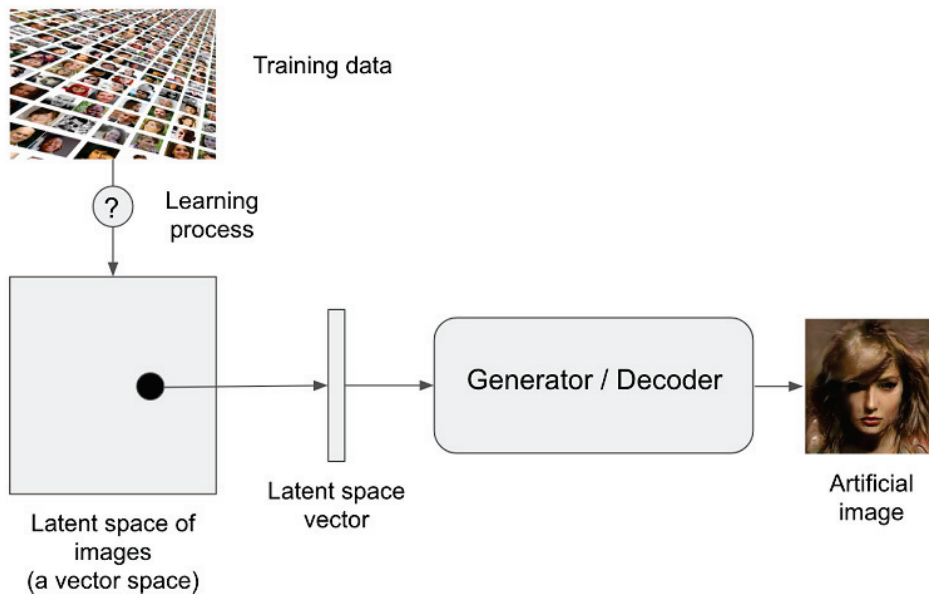 Training data
?
Learning
process
Generator / Decoder
Latent space
vector
Artificial
image
Latent space of
images
(a vector space)